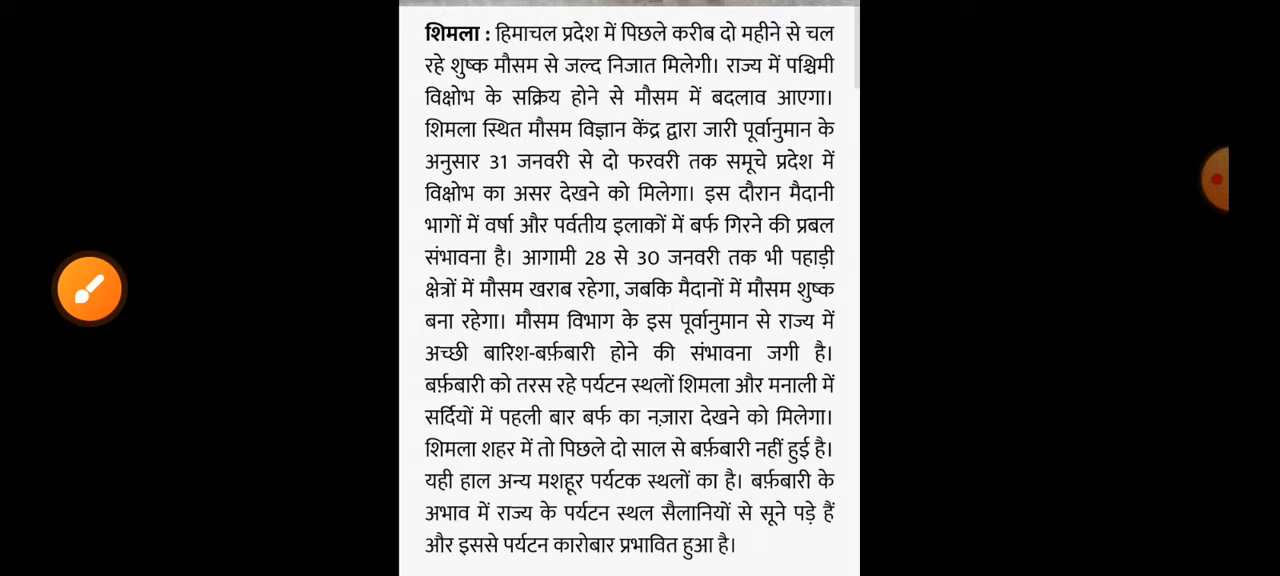 शिमला : हिमाचल प्रदेश में पिछले करीब दो महीने से चल
रहे शुष्क मौसम से जल्द निजात मिलेगी। राज्य में पश्चिमी
विक्षोभ के सक्रिय होने से मौसम में बदलाव आएगा।
शिमला स्थित मौसम विज्ञान केंद्र द्वारा जारी पूर्वानुमान के
अनुसार 31 जनवरी से दो फरवरी तक समूचे प्रदेश में
विक्षोभ का असर देखने को मिलेगा। इस दौरान मैदानी
भागों में वर्षा और पर्वतीय इलाकों में बर्फ गिरने की प्रबल
संभावना है। आगामी 28 से 30 जनवरी तक भी पहाड़ी
क्षेत्रों में मौसम खराब रहेगा, जबकि मैदानों में मौसम शुष्क
बना रहेगा। मौसम विभाग के इस पूर्वानुमान से राज्य में
अच्छी बारिश-बर्फ़बारी होने की संभावना जगी है।
बर्फ़बारी को तरस रहे पर्यटन स्थलों शिमला और मनाली में
सर्दियों में पहली बार बर्फ का नज़ारा देखने को मिलेगा।
शिमला शहर में तो पिछले दो साल से बर्फ़बारी नहीं हुई है।
यही हाल अन्य मशहूर पर्यटक स्थलों का है। बर्फ़बारी के
अभाव में राज्य के पर्यटन स्थल सैलानियों से सूने पड़े हैं
और इससे पर्यटन कारोबार प्रभावित हुआ है।